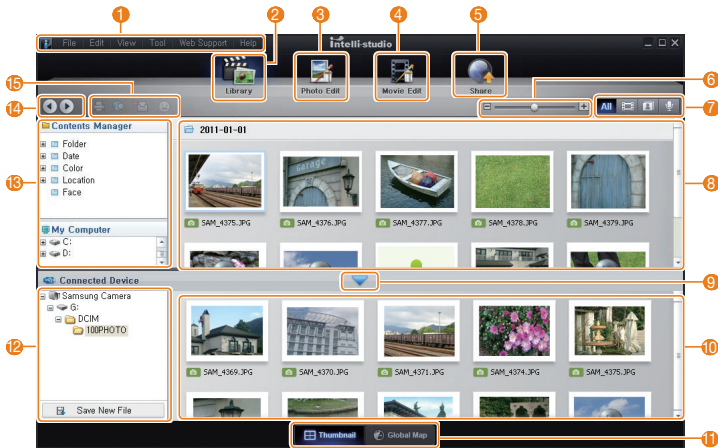 1 2 3 4 5
File Edit View Tool Web Support Help
Intelli-studio
Library Photo Edit Movie Edit Share
15 6
14 7
All
Contents Manager
2011-01-01
Folder
Date
Color
Location
Face
13 8
SAM_4375.JPG SAM_4376.JPG SAM_4377.JPG SAM_4378.JPG SAM_4379.JPG
My Computer
C:
D:
Connected Device
9
Samsung Camera
G:
DCIM
100PHOTO
12 10
SAM_4369.JPG SAM_4370.JPG SAM_4371.JPG SAM_4374.JPG SAM_4375.JPG
Save New File
Thumbnail Global Map
11